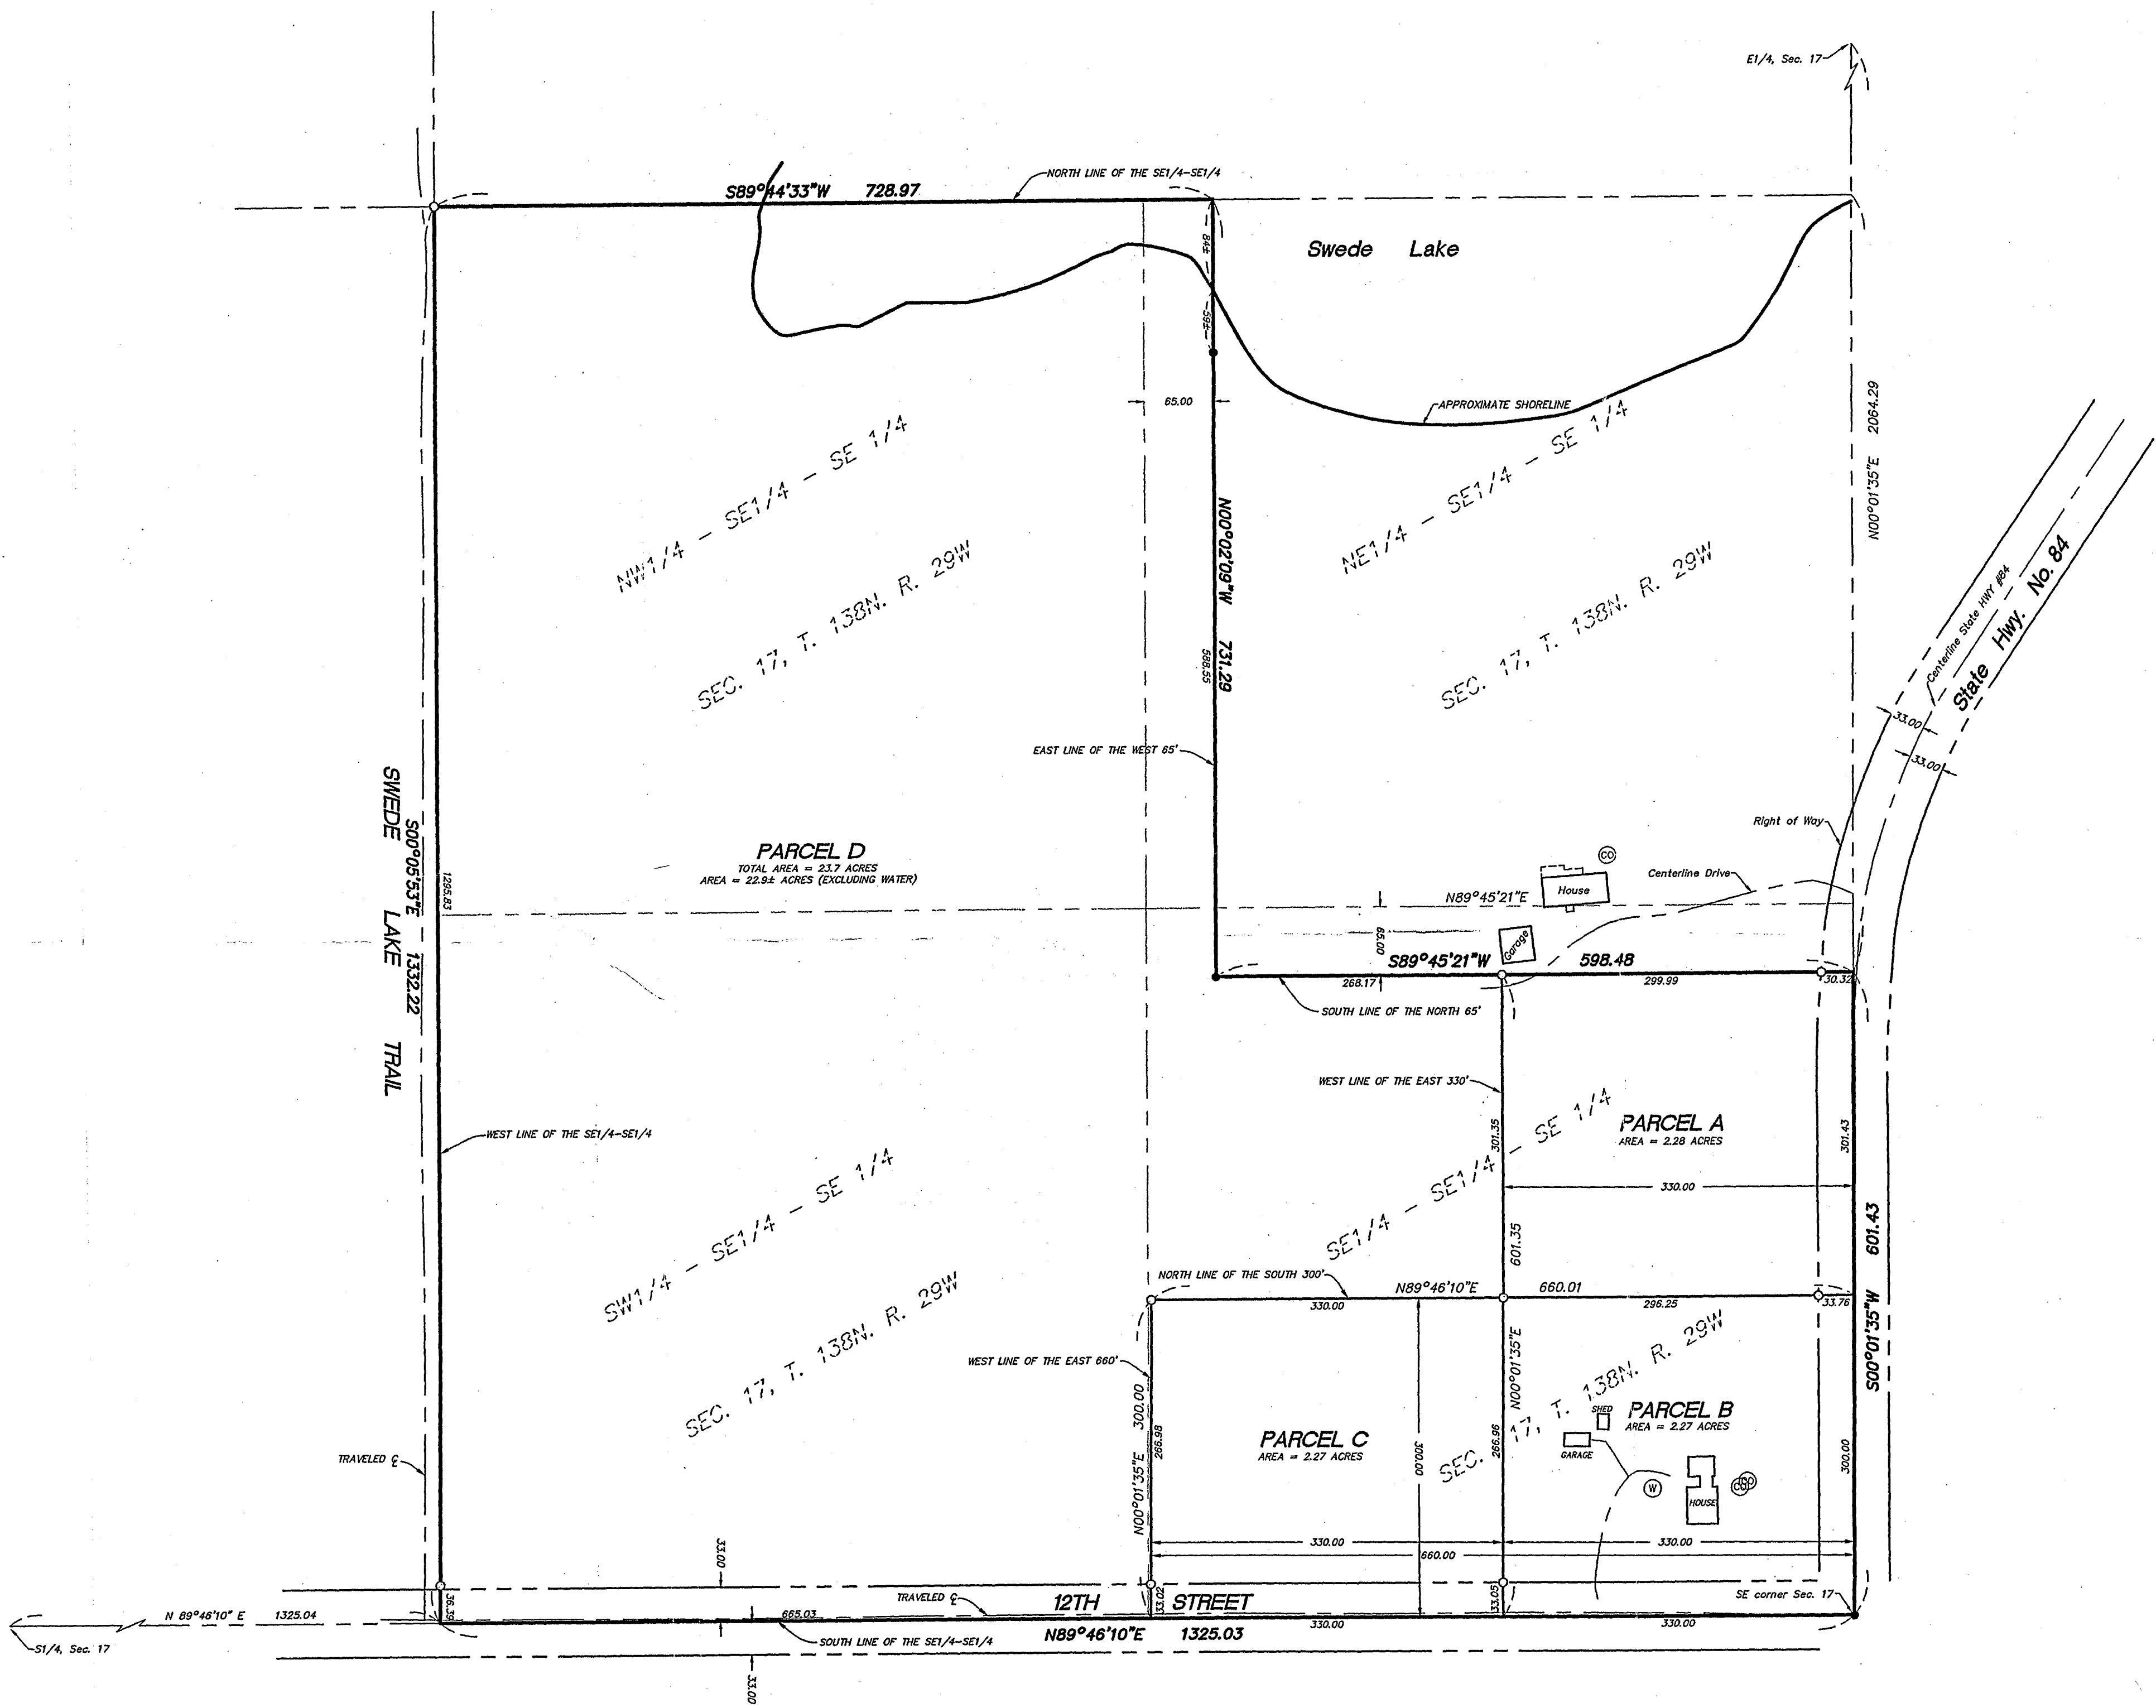 E1/4, Sec. 17
NORTH LINE OF THE SE1/4-SE1/4
S89°44'33"W 728.97
84±
Swede Lake
59±
65.00
APPROXIMATE SHORELINE
N00°01'35"E 2064.29
NW1/4 - SE1/4 - SE 1/4
SEC. 17, T. 138N. R. 29W
NE1/4 - SE1/4 - SE 1/4
SEC. 17, T. 138N. R. 29W
N00°02'09"W 731.29
588.55
Centerline State HWY #84
State Hwy. No. 84
33.00
33.00
EAST LINE OF THE WEST 65'
Right of Way
SWEDE LAKE TRAIL
S00°05'53"E 1332.22
1295.83
PARCEL D
TOTAL AREA = 23.7 ACRES
AREA = 22.9± ACRES (EXCLUDING WATER)
CO
House
Centerline Drive
N89°45'21"E
65.00
Garage
S89°45'21"W 598.48
268.17
299.99
30.32
SOUTH LINE OF THE NORTH 65'
WEST LINE OF THE EAST 330'
WEST LINE OF THE SE1/4-SE1/4
301.35
PARCEL A
AREA = 2.28 ACRES
301.43
330.00
SW1/4 - SE1/4 - SE 1/4
SEC. 17, T. 138N. R. 29W
SE1/4 - SE1/4 - SE 1/4
SEC. 17, T. 138N. R. 29W
601.35
S00°01'35"W 601.43
NORTH LINE OF THE SOUTH 300'
N89°46'10"E 660.01
330.00
296.25
33.76
WEST LINE OF THE EAST 660'
N00°01'35"E 300.00
266.98
N00°01'35"E
266.96
PARCEL C
AREA = 2.27 ACRES
300.00
SHED
PARCEL B
AREA = 2.27 ACRES
GARAGE
W
HOUSE
CO
CO
300.00
TRAVELED ℄
330.00
330.00
660.00
33.00
36.39
33.02
33.05
SE corner Sec. 17
TRAVELED ℄
12TH STREET
N 89°46'10" E 1325.04
665.03
330.00
330.00
S1/4, Sec. 17
SOUTH LINE OF THE SE1/4-SE1/4
N89°46'10"E 1325.03
33.00